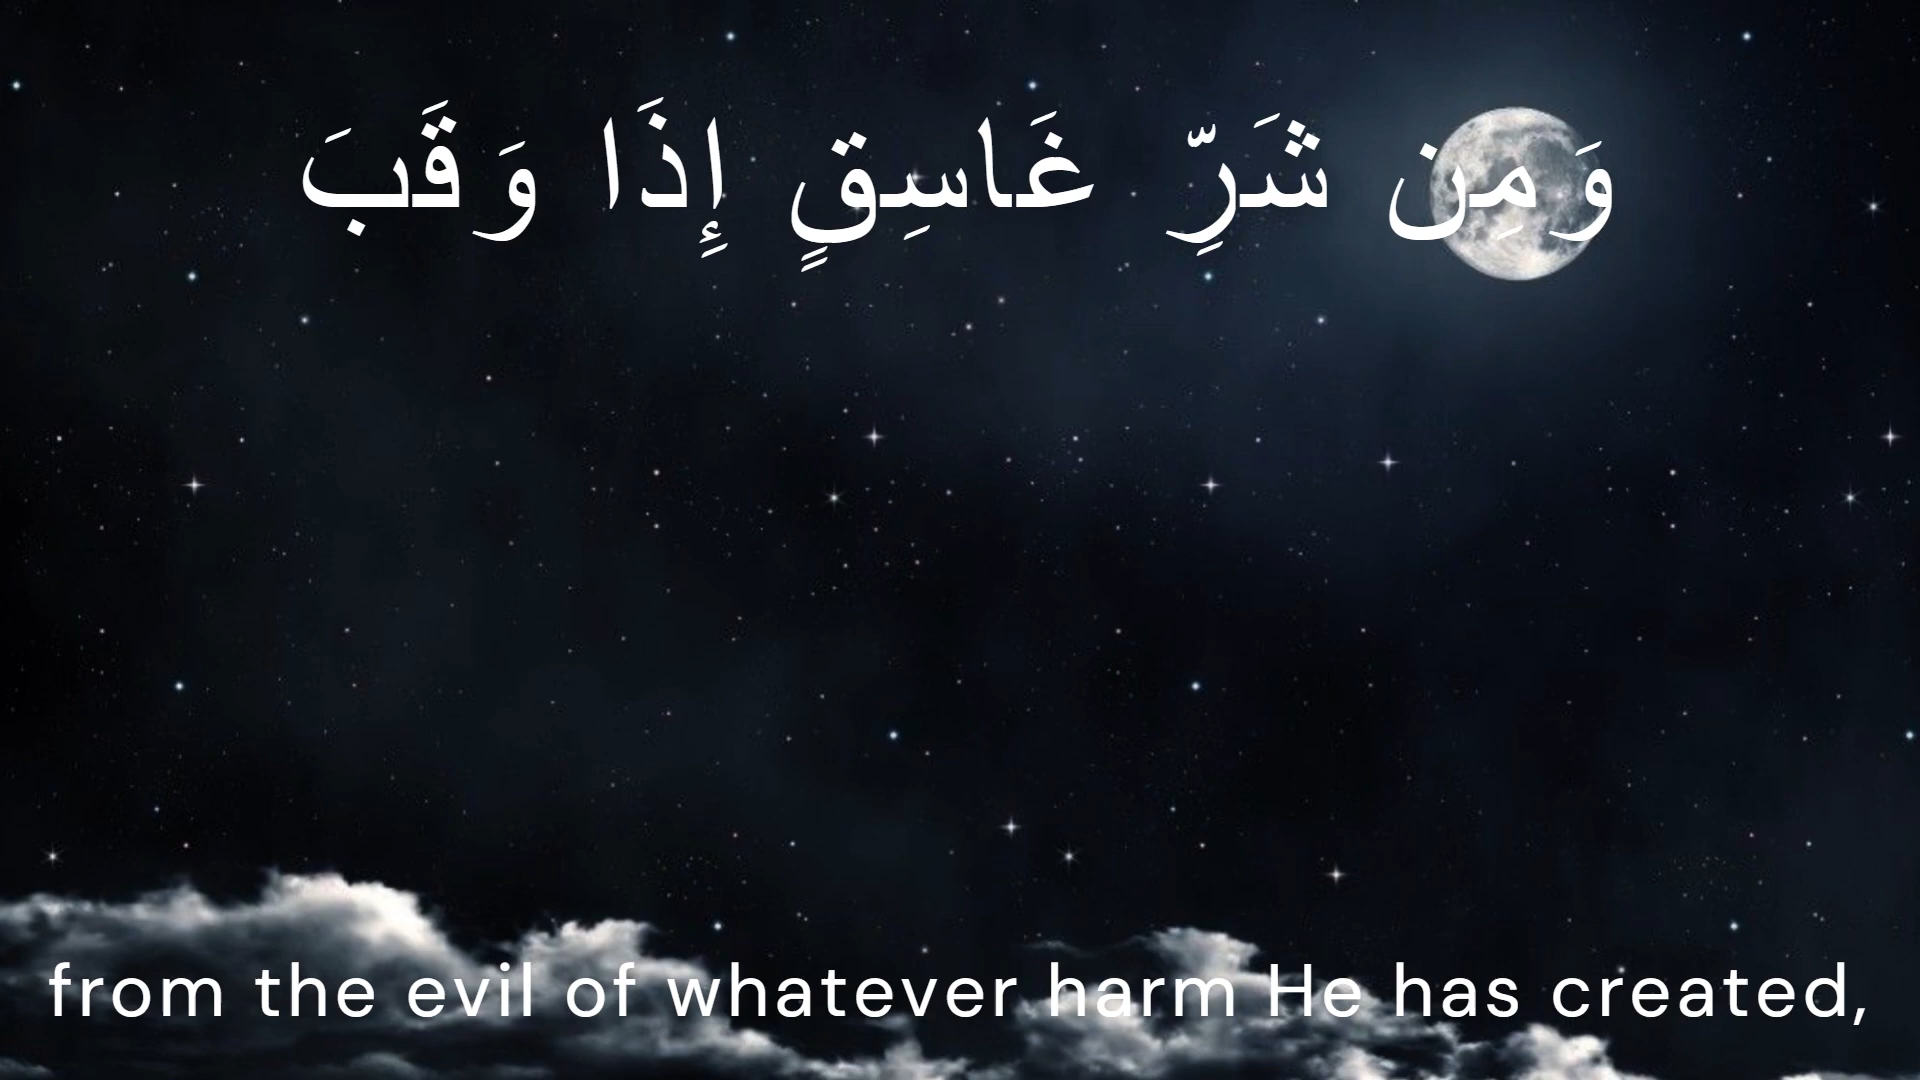 وَمِن شَرِّ غَاسِقٍ إِذَا وَقَبَ
from the evil of whatever harm He has created,